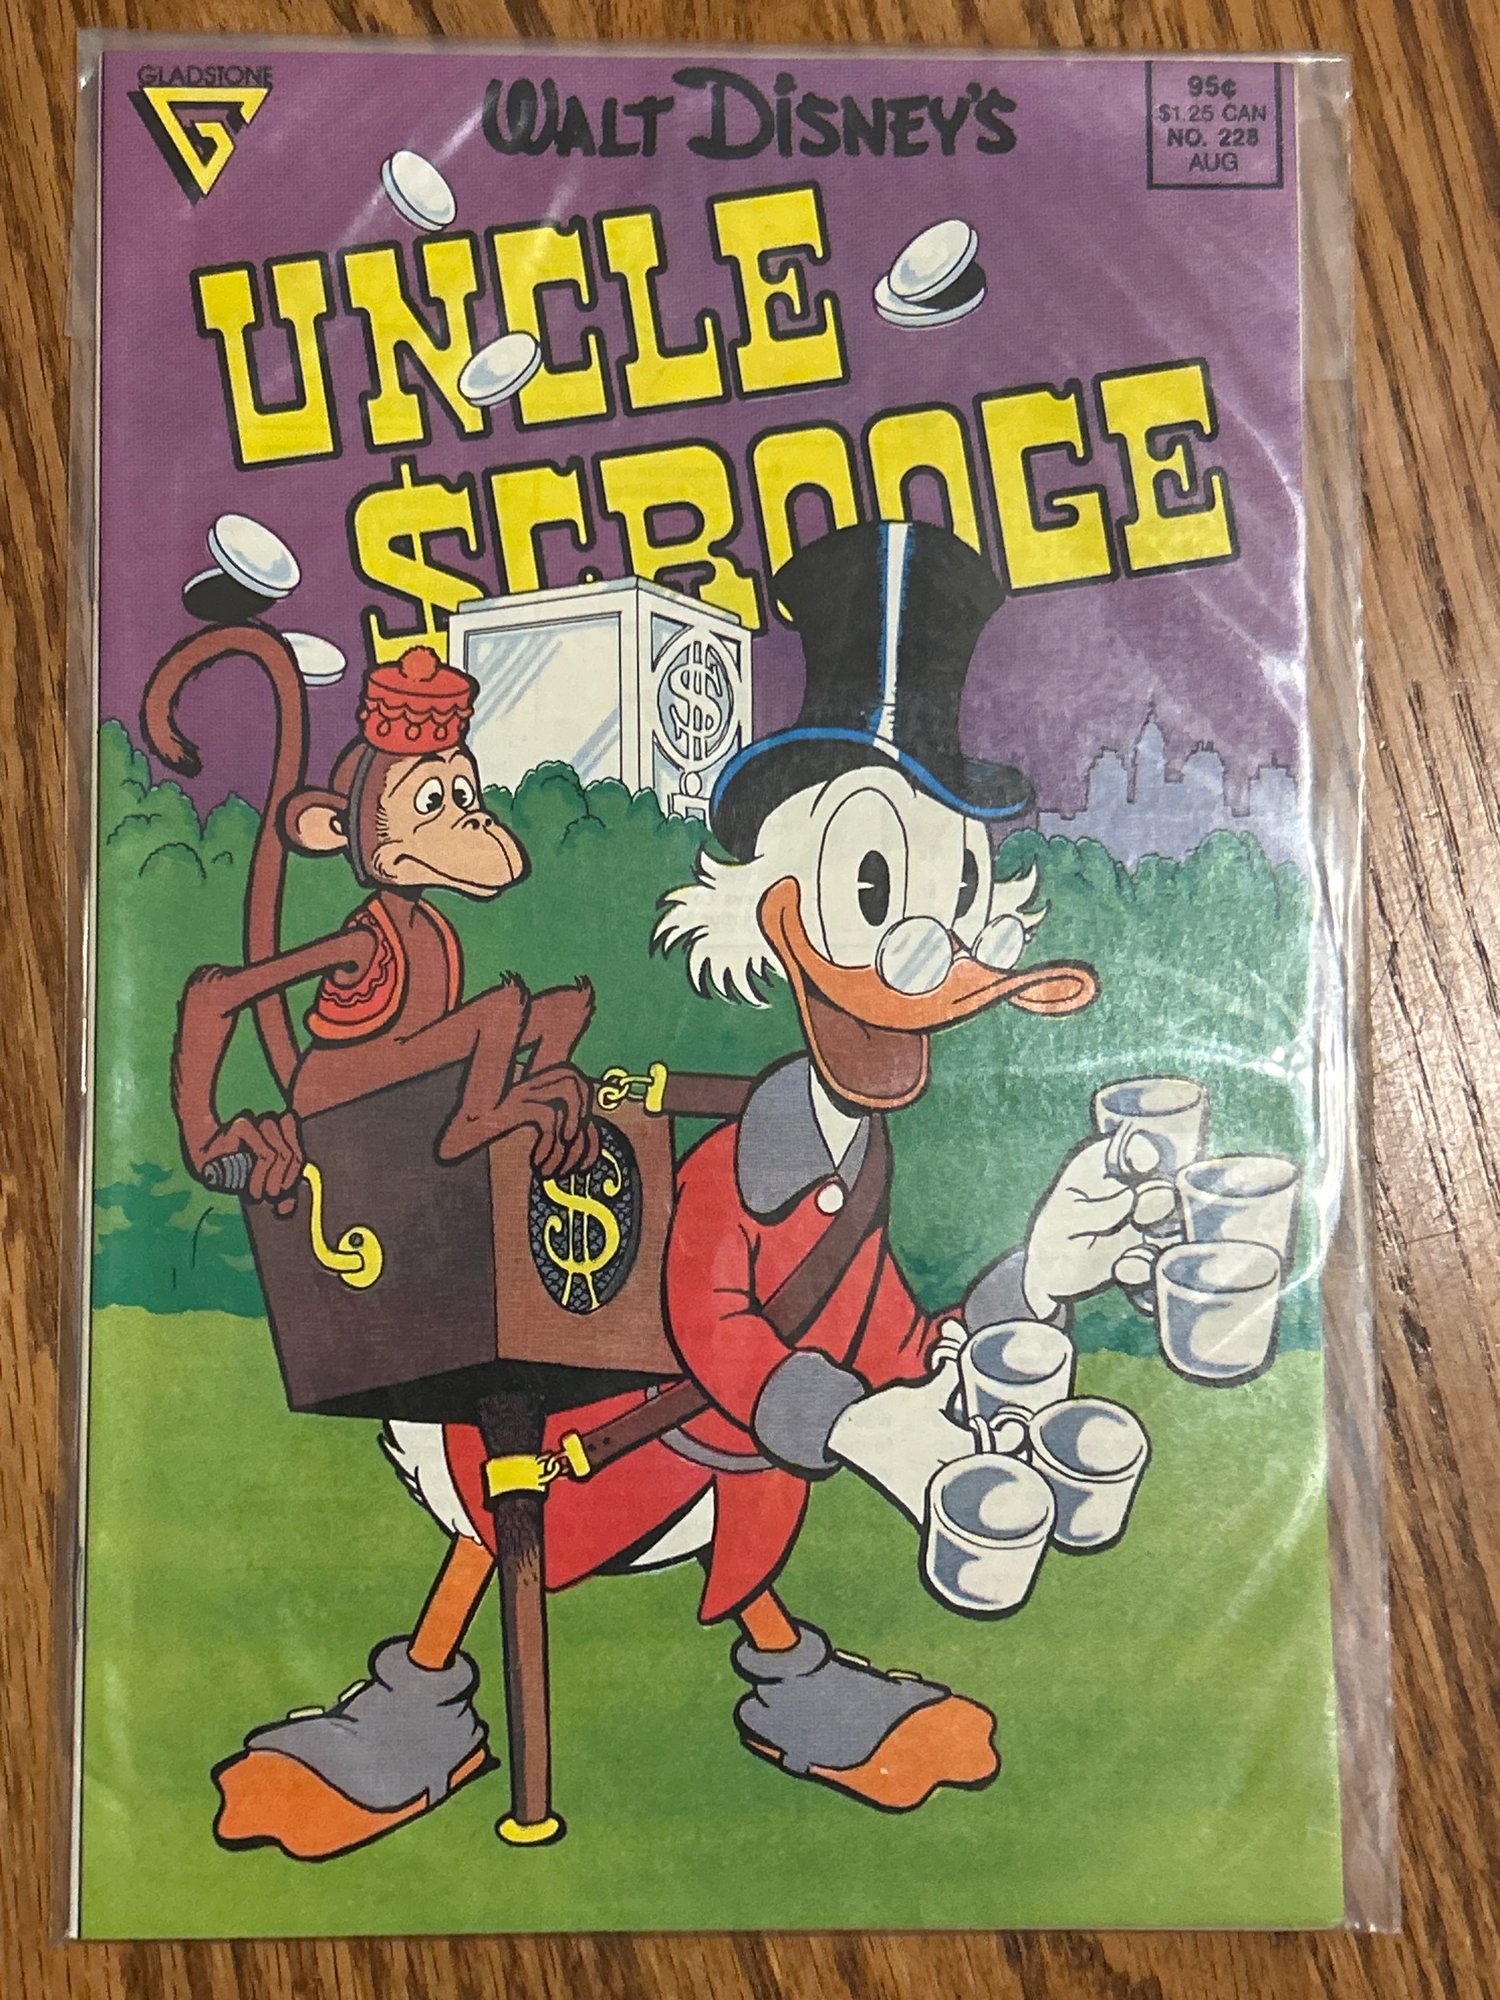 GLADSTONE
G
WALT DISNEY'S
95¢
$1.25 CAN
NO. 228
AUG
UNCLE
$CROOGE
$
$